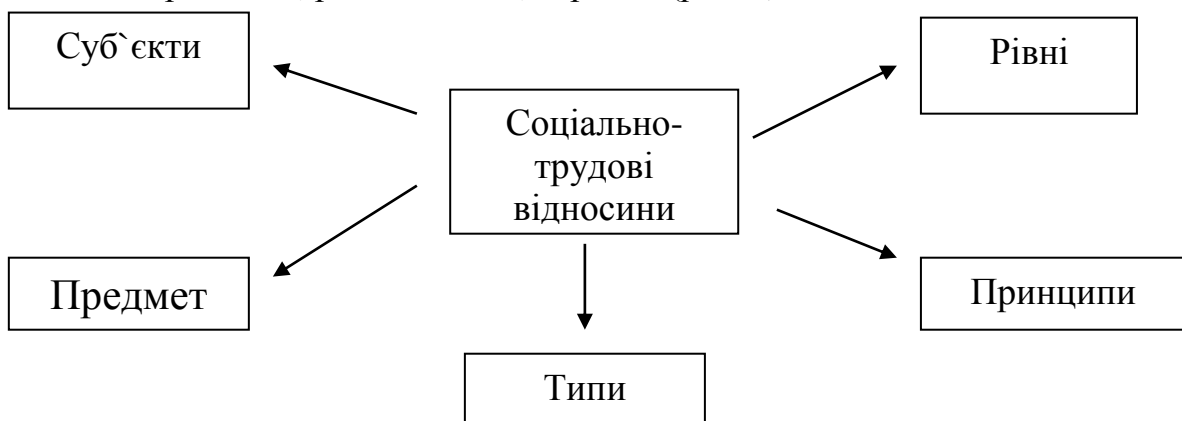 Суб`єкти
Рівні
Соціально-
трудові
відносини
Предмет
Принципи
Типи